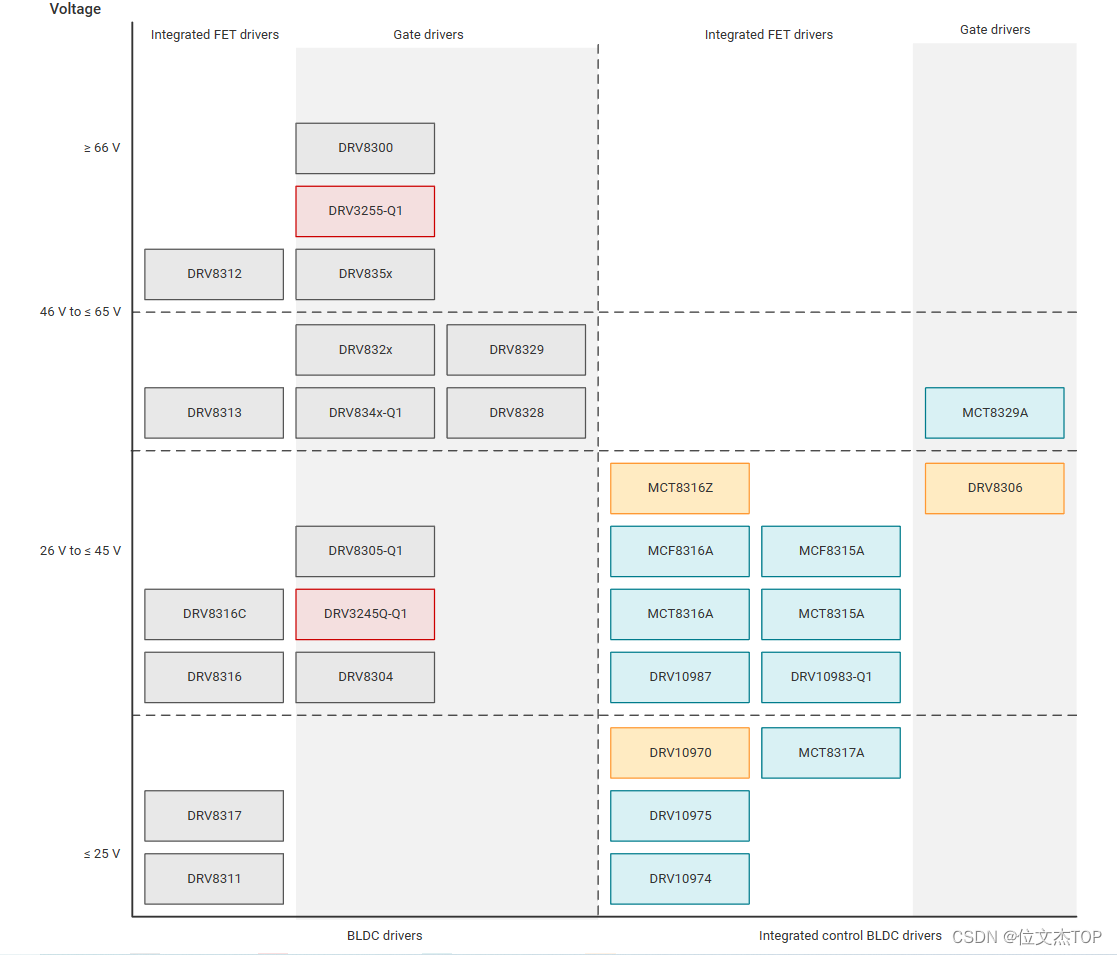 Voltage
Integrated FET drivers
Gate drivers
Integrated FET drivers
Gate drivers
≥ 66 V
DRV8300
DRV3255-Q1
DRV8312
DRV835x
46 V to ≤ 65 V
DRV832x
DRV8329
DRV8313
DRV834x-Q1
DRV8328
MCT8329A
MCT8316Z
DRV8306
26 V to ≤ 45 V
DRV8305-Q1
MCF8316A
MCF8315A
DRV8316C
DRV3245Q-Q1
MCT8316A
MCT8315A
DRV8316
DRV8304
DRV10987
DRV10983-Q1
DRV10970
MCT8317A
DRV8317
DRV10975
≤ 25 V
DRV8311
DRV10974
BLDC drivers
Integrated control BLDC drivers
CSDN @位文杰TOP